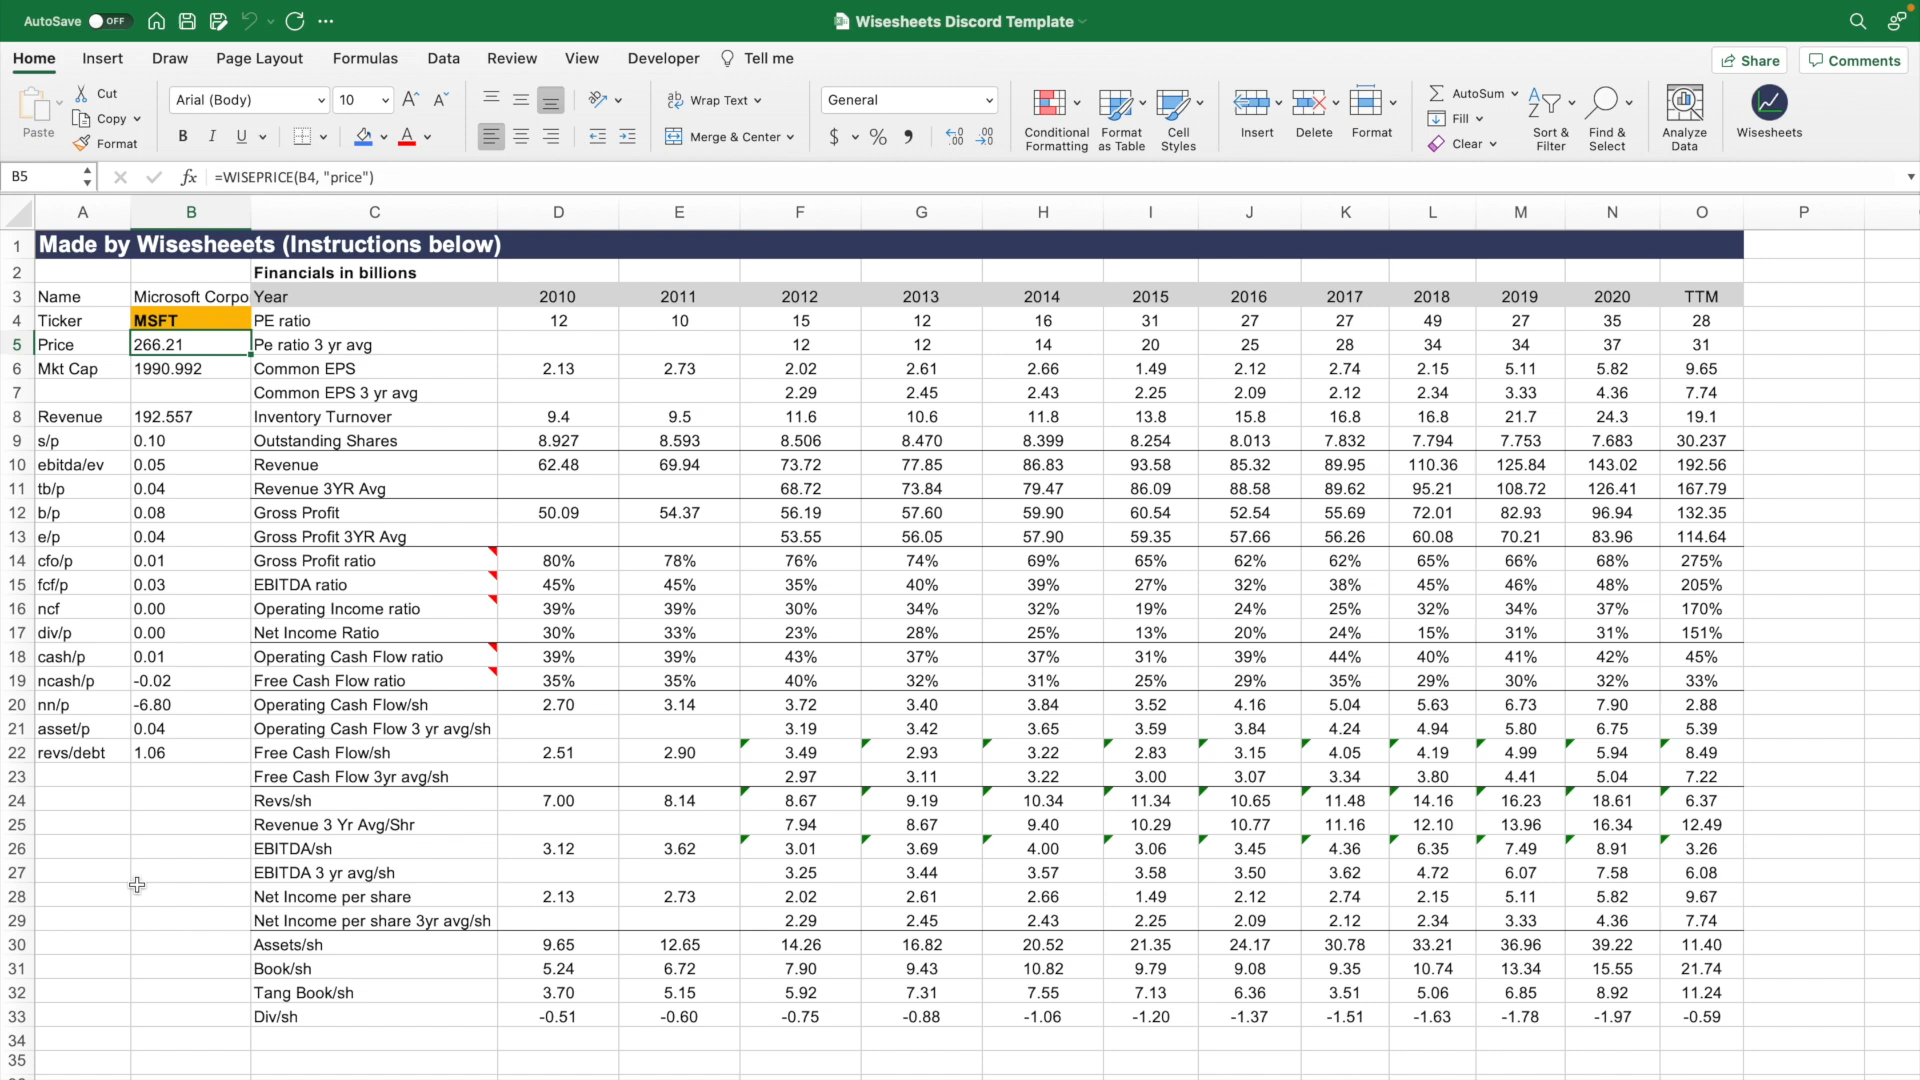 AutoSave OFF Wisesheets Discord Template
Home Insert Draw Page Layout Formulas Data Review View Developer Tell me Share Comments
Paste Cut Copy Format Arial (Body) 10 A^ A B I U A ab Wrap Text Merge & Center General $ % Conditional Formatting Format as Table Cell Styles Insert Delete Format AutoSum Fill Clear Sort & Filter Find & Select Analyze Data Wisesheets
B5 fx =WISEPRICE(B4, "price")
A B C D E F G H I J K L M N O P
1 Made by Wisesheeets (Instructions below)
2 Financials in billions
3 Name Microsoft Corpo Year 2010 2011 2012 2013 2014 2015 2016 2017 2018 2019 2020 TTM
4 Ticker MSFT PE ratio 12 10 15 12 16 31 27 27 49 27 35 28
5 Price 266.21 Pe ratio 3 yr avg 12 12 14 20 25 28 34 34 37 31
6 Mkt Cap 1990.992 Common EPS 2.13 2.73 2.02 2.61 2.66 1.49 2.12 2.74 2.15 5.11 5.82 9.65
7 Common EPS 3 yr avg 2.29 2.45 2.43 2.25 2.09 2.12 2.34 3.33 4.36 7.74
8 Revenue 192.557 Inventory Turnover 9.4 9.5 11.6 10.6 11.8 13.8 15.8 16.8 16.8 21.7 24.3 19.1
9 s/p 0.10 Outstanding Shares 8.927 8.593 8.506 8.470 8.399 8.254 8.013 7.832 7.794 7.753 7.683 30.237
10 ebitda/ev 0.05 Revenue 62.48 69.94 73.72 77.85 86.83 93.58 85.32 89.95 110.36 125.84 143.02 192.56
11 tb/p 0.04 Revenue 3YR Avg 68.72 73.84 79.47 86.09 88.58 89.62 95.21 108.72 126.41 167.79
12 b/p 0.08 Gross Profit 50.09 54.37 56.19 57.60 59.90 60.54 52.54 55.69 72.01 82.93 96.94 132.35
13 e/p 0.04 Gross Profit 3YR Avg 53.55 56.05 57.90 59.35 57.66 56.26 60.08 70.21 83.96 114.64
14 cfo/p 0.01 Gross Profit ratio 80% 78% 76% 74% 69% 65% 62% 62% 65% 66% 68% 275%
15 fcf/p 0.03 EBITDA ratio 45% 45% 35% 40% 39% 27% 32% 38% 45% 46% 48% 205%
16 ncf 0.00 Operating Income ratio 39% 39% 30% 34% 32% 19% 24% 25% 32% 34% 37% 170%
17 div/p 0.00 Net Income Ratio 30% 33% 23% 28% 25% 13% 20% 24% 15% 31% 31% 151%
18 cash/p 0.01 Operating Cash Flow ratio 39% 39% 43% 37% 37% 31% 39% 44% 40% 41% 42% 45%
19 ncash/p -0.02 Free Cash Flow ratio 35% 35% 40% 32% 31% 25% 29% 35% 29% 30% 32% 33%
20 nn/p -6.80 Operating Cash Flow/sh 2.70 3.14 3.72 3.40 3.84 3.52 4.16 5.04 5.63 6.73 7.90 2.88
21 asset/p 0.04 Operating Cash Flow 3 yr avg/sh 3.19 3.42 3.65 3.59 3.84 4.24 4.94 5.80 6.75 5.39
22 revs/debt 1.06 Free Cash Flow/sh 2.51 2.90 3.49 2.93 3.22 2.83 3.15 4.05 4.19 4.99 5.94 8.49
23 Free Cash Flow 3yr avg/sh 2.97 3.11 3.22 3.00 3.07 3.34 3.80 4.41 5.04 7.22
24 Revs/sh 7.00 8.14 8.67 9.19 10.34 11.34 10.65 11.48 14.16 16.23 18.61 6.37
25 Revenue 3 Yr Avg/Shr 7.94 8.67 9.40 10.29 10.77 11.16 12.10 13.96 16.34 12.49
26 EBITDA/sh 3.12 3.62 3.01 3.69 4.00 3.06 3.45 4.36 6.35 7.49 8.91 3.26
27 EBITDA 3 yr avg/sh 3.25 3.44 3.57 3.58 3.50 3.62 4.72 6.07 7.58 6.08
28 Net Income per share 2.13 2.73 2.02 2.61 2.66 1.49 2.12 2.74 2.15 5.11 5.82 9.67
29 Net Income per share 3yr avg/sh 2.29 2.45 2.43 2.25 2.09 2.12 2.34 3.33 4.36 7.74
30 Assets/sh 9.65 12.65 14.26 16.82 20.52 21.35 24.17 30.78 33.21 36.96 39.22 11.40
31 Book/sh 5.24 6.72 7.90 9.43 10.82 9.79 9.08 9.35 10.74 13.34 15.55 21.74
32 Tang Book/sh 3.70 5.15 5.92 7.31 7.55 7.13 6.36 3.51 5.06 6.85 8.92 11.24
33 Div/sh -0.51 -0.60 -0.75 -0.88 -1.06 -1.20 -1.37 -1.51 -1.63 -1.78 -1.97 -0.59
34
35